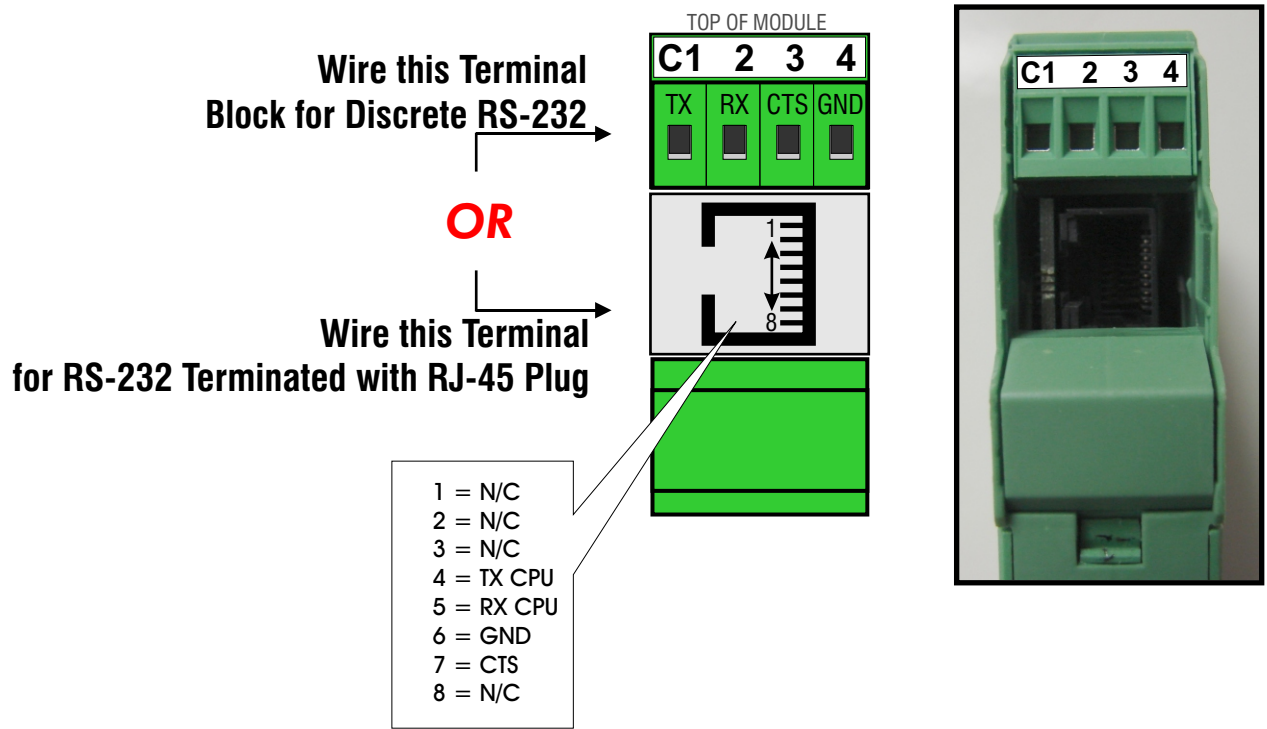 TOP OF MODULE
C1 2 3 4
TX RX CTS GND
Wire this Terminal
Block for Discrete RS-232
OR
Wire this Terminal
for RS-232 Terminated with RJ-45 Plug
1
8
1 = N/C
2 = N/C
3 = N/C
4 = TX CPU
5 = RX CPU
6 = GND
7 = CTS
8 = N/C
C1 2 3 4